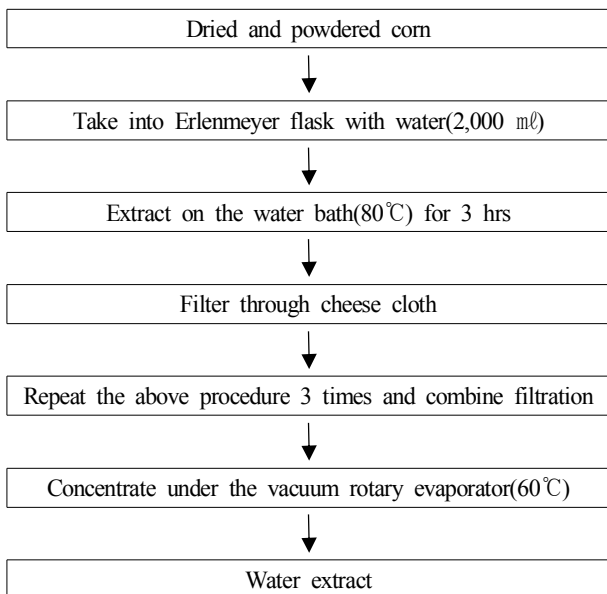 Dried and powdered corn
Take into Erlenmeyer flask with water(2,000 ㎖)
Extract on the water bath(80℃) for 3 hrs
Filter through cheese cloth
Repeat the above procedure 3 times and combine filtration
Concentrate under the vacuum rotary evaporator(60℃)
Water extract